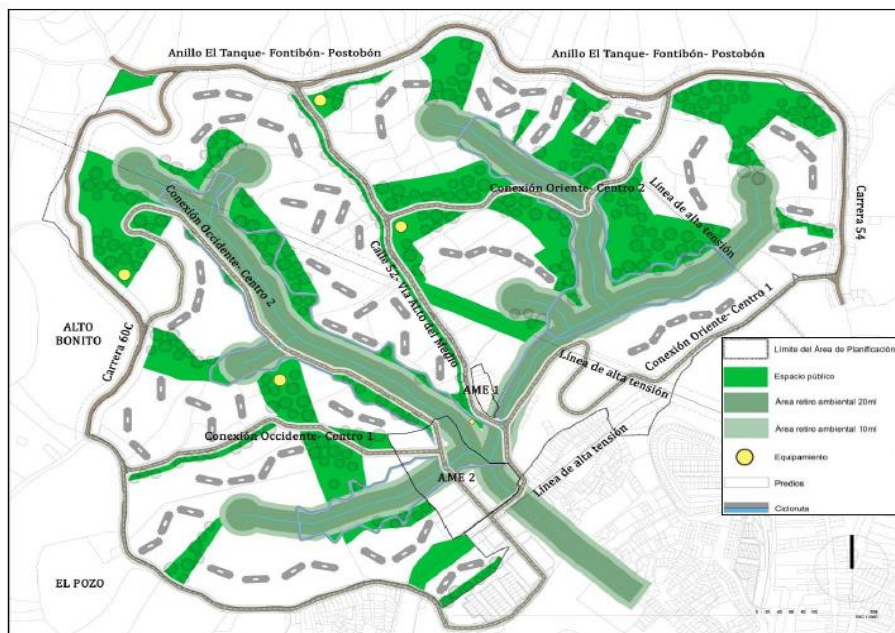 Anillo El Tanque- Fontibón- Postobón
Anillo El Tanque- Fontibón- Postobón
Conexión Oriente- Centro 2
Línea de alta tensión
Carrera 54
Conexión Occidente- Centro 2
Calle 52- Vía Alto del Medio
Conexión Oriente- Centro 1
ALTO
BONITO
Carrera 60C
Línea de alta tensión
AME 1
Conexión Occidente- Centro 1
AME 2
Línea de alta tensión
EL POZO
Límite del Área de Planificación
Espacio público
Área retiro ambiental 20ml
Área retiro ambiental 10ml
Equipamiento
Predios
Cicloruta